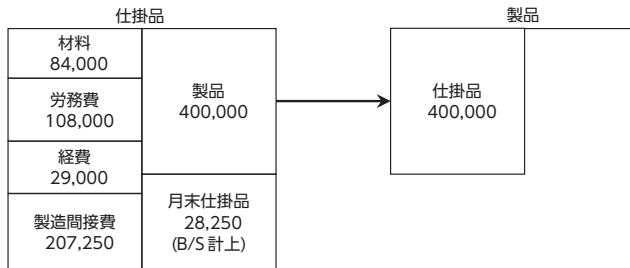 仕掛品
製品
材料
84,000
労務費
108,000
経費
29,000
製造間接費
207,250
製品
400,000
月末仕掛品
28,250
(B/S計上)
仕掛品
400,000